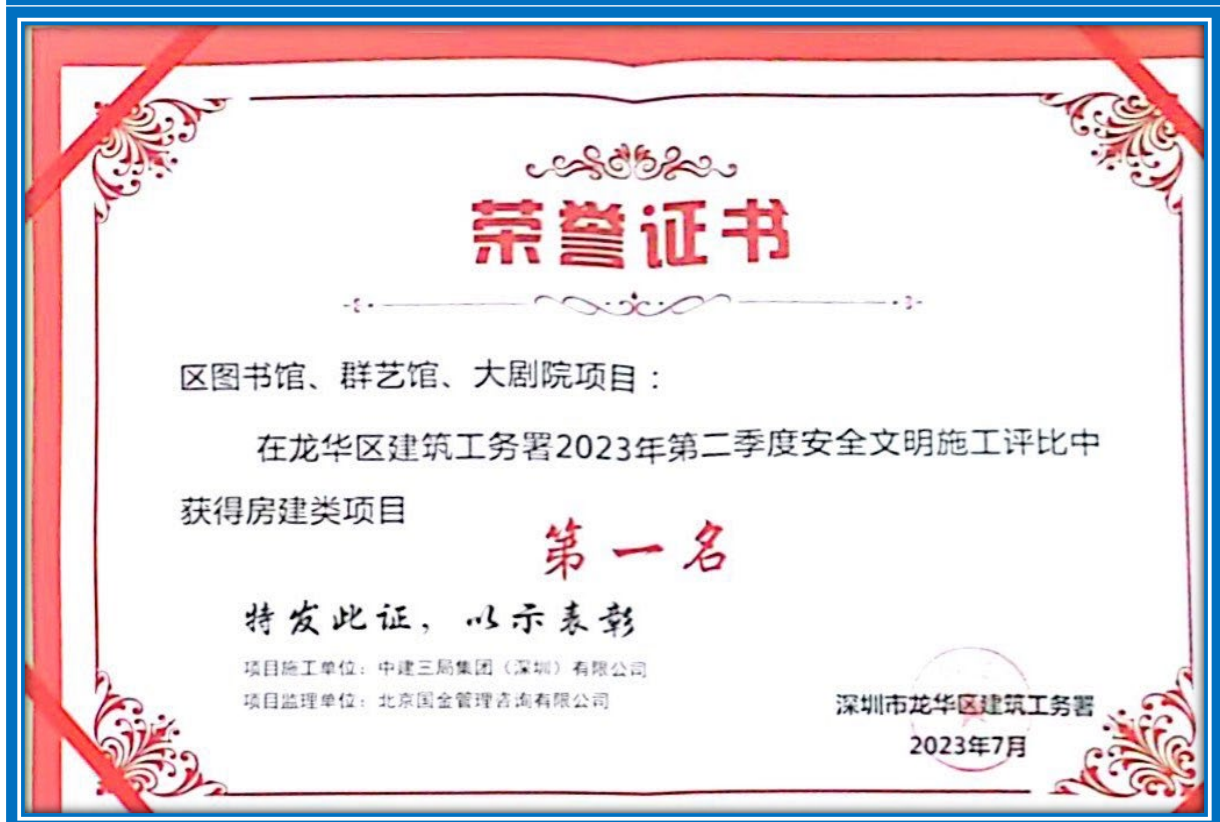 荣誉证书
区图书馆、群艺馆、大剧院项目：
在龙华区建筑工务署2023年第二季度安全文明施工评比中
获得房建类项目
第一名
特发此证，以示表彰
项目施工单位：中建三局集团（深圳）有限公司
项目监理单位：北京国金管理咨询有限公司
深圳市龙华区建筑工务署
2023年7月